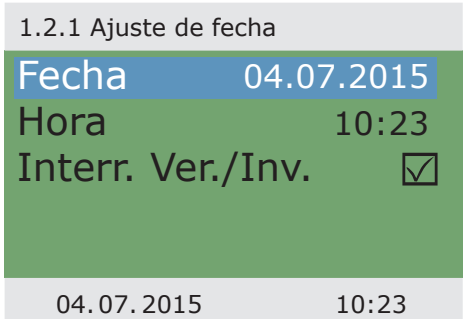 1.2.1 Ajuste de fecha
Fecha 04.07.2015
Hora 10:23
Interr. Ver./Inv. ☑
04.07.2015 10:23